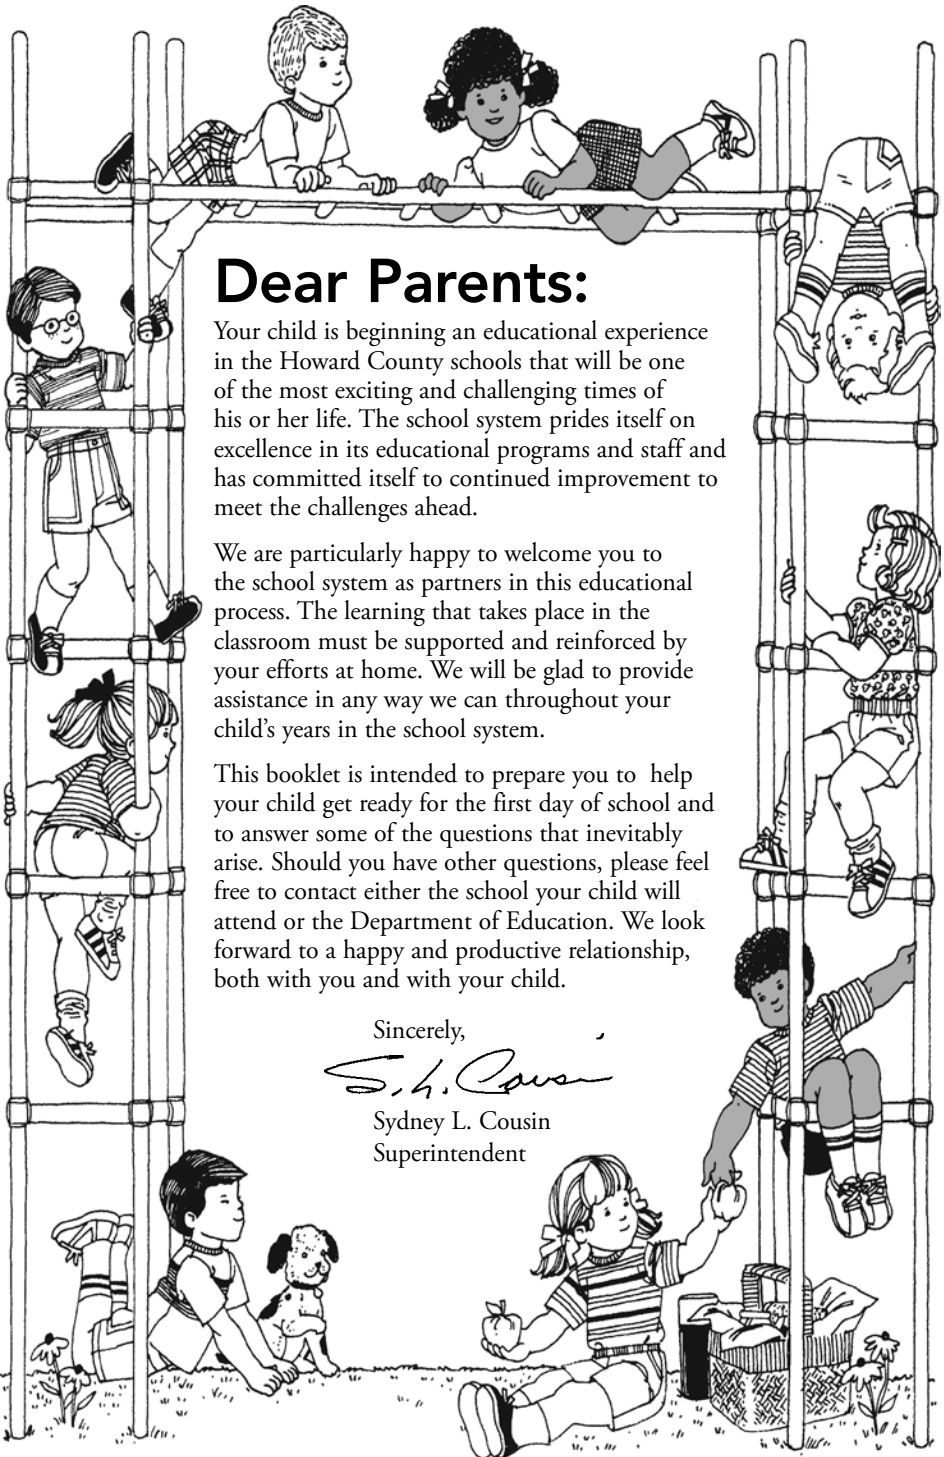 Dear Parents:
Your child is beginning an educational experience
in the Howard County schools that will be one
of the most exciting and challenging times of
his or her life. The school system prides itself on
excellence in its educational programs and staff and
has committed itself to continued improvement to
meet the challenges ahead.
We are particularly happy to welcome you to
the school system as partners in this educational
process. The learning that takes place in the
classroom must be supported and reinforced by
your efforts at home. We will be glad to provide
assistance in any way we can throughout your
child’s years in the school system.
This booklet is intended to prepare you to help
your child get ready for the first day of school and
to answer some of the questions that inevitably
arise. Should you have other questions, please feel
free to contact either the school your child will
attend or the Department of Education. We look
forward to a happy and productive relationship,
both with you and with your child.
Sincerely,
S. L. Cousin
Sydney L. Cousin
Superintendent